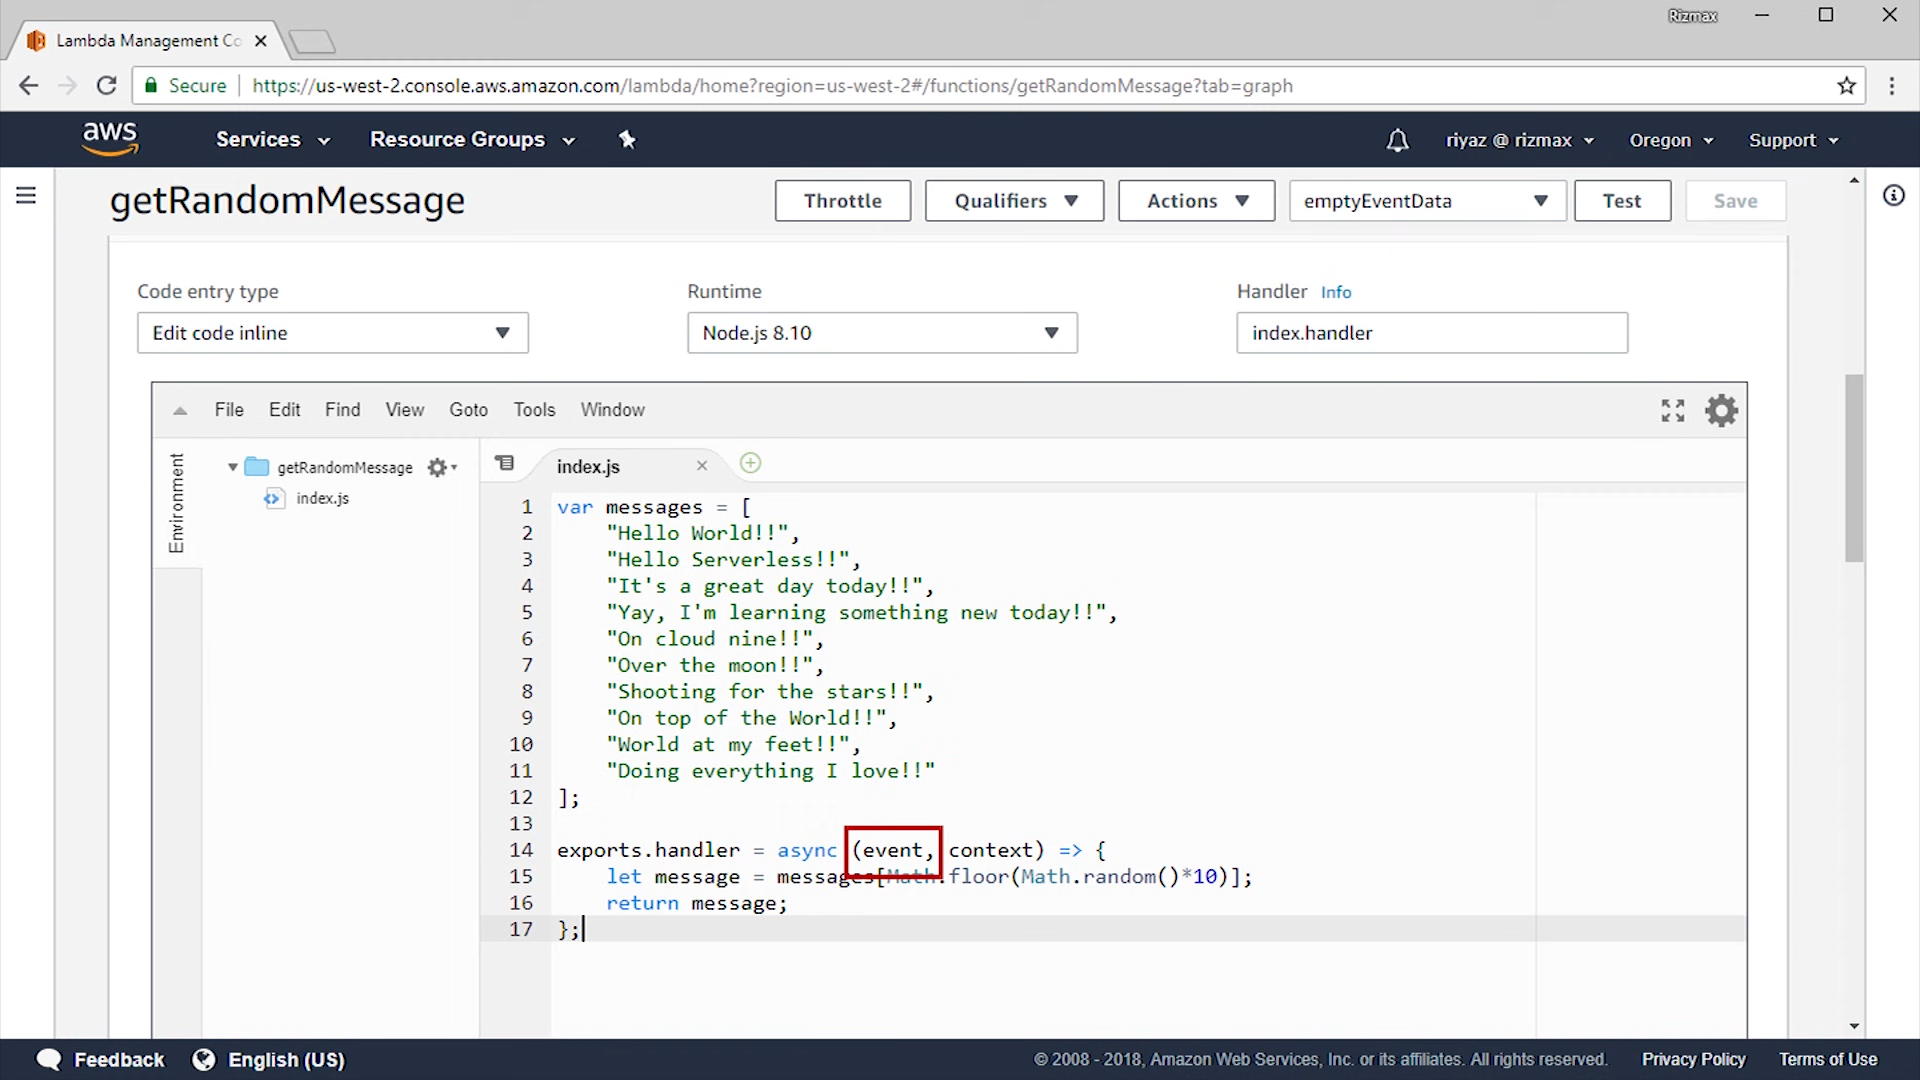 Rizmax
Lambda Management Co
Secure https://us-west-2.console.aws.amazon.com/lambda/home?region=us-west-2#/functions/getRandomMessage?tab=graph
aws Services Resource Groups riyaz @ rizmax Oregon Support
getRandomMessage Throttle Qualifiers Actions emptyEventData Test Save
Code entry type Runtime Handler Info
Edit code inline Node.js 8.10 index.handler
File Edit Find View Goto Tools Window
Environment
getRandomMessage
index.js
index.js
1 var messages = [
2 "Hello World!!",
3 "Hello Serverless!!",
4 "It's a great day today!!",
5 "Yay, I'm learning something new today!!",
6 "On cloud nine!!",
7 "Over the moon!!",
8 "Shooting for the stars!!",
9 "On top of the World!!",
10 "World at my feet!!",
11 "Doing everything I love!!"
12 ];
13
14 exports.handler = async (event, context) => {
15 let message = messages[Math.floor(Math.random()*10)];
16 return message;
17 };
Feedback English (US) © 2008 - 2018, Amazon Web Services, Inc. or its affiliates. All rights reserved. Privacy Policy Terms of Use